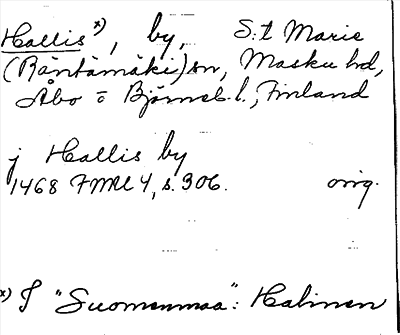 Hallis x), by, S:t Marie
(Räntämäki) sn, Masku hd,
Åbo o Björneb. l., Finland
j Hallis by
1468 FMU 4, s. 306. orig.
x) I "Suomenmaa": Halinen